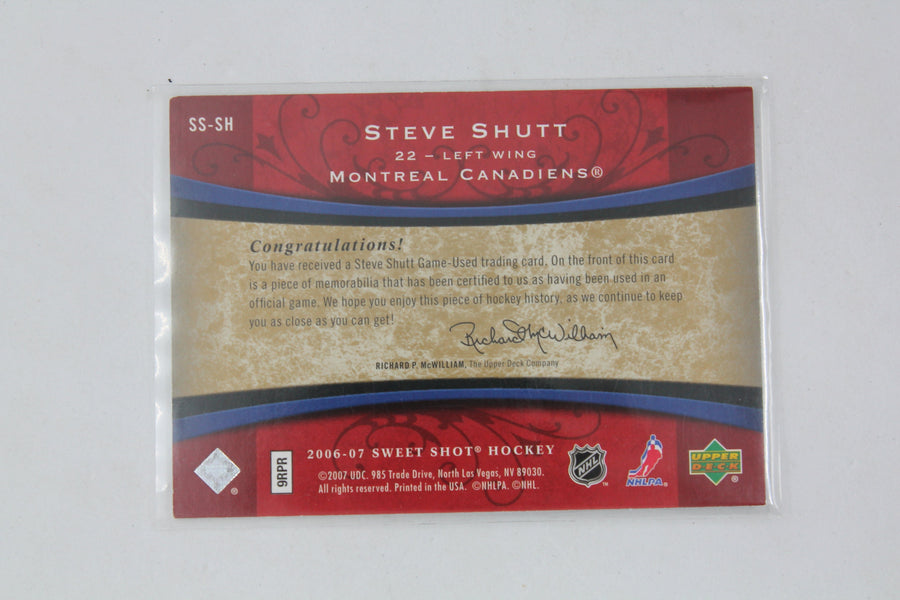 SS-SH
STEVE SHUTT
22 – LEFT WING
MONTREAL CANADIENS®
Congratulations!
You have received a Steve Shutt Game-Used trading card. On the front of this card
is a piece of memorabilia that has been certified to us as having been used in an
official game. We hope you enjoy this piece of hockey history, as we continue to keep
you as close as you can get!
Richard McWilliam
RICHARD P. McWILLIAM, The Upper Deck Company
2006-07 SWEET SHOT® HOCKEY
©2007 UDC. 985 Trade Drive, North Las Vegas, NV 89030.
All rights reserved. Printed in the USA. ©NHLPA. ©NHL.
9RPR
®
NHL
™
NHLPA
®
UPPER
DECK
®